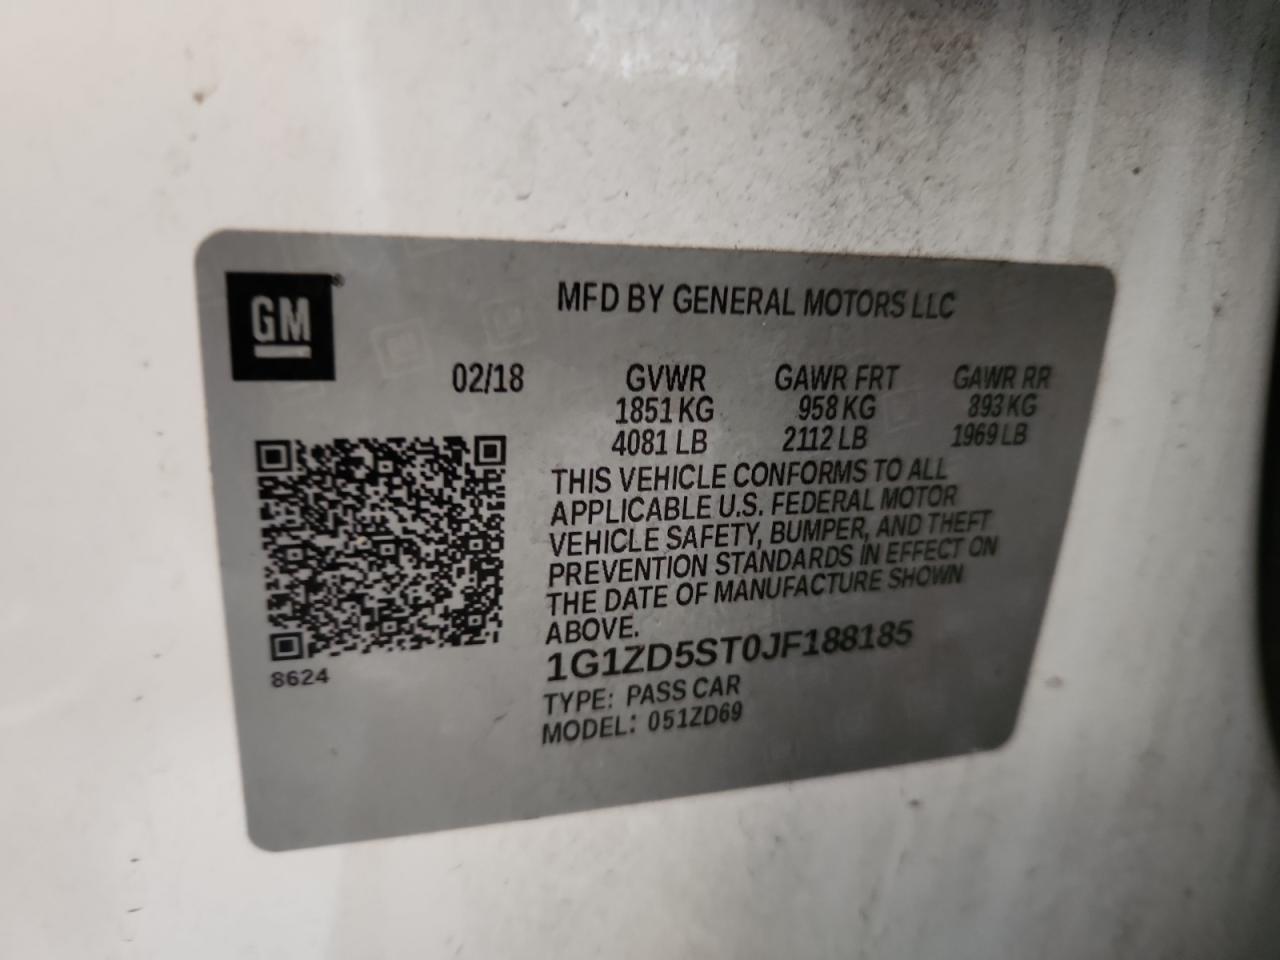 GM®
MFD BY GENERAL MOTORS LLC
02/18 GVWR GAWR FRT GAWR RR
1851 KG 958 KG 893 KG
4081 LB 2112 LB 1969 LB
THIS VEHICLE CONFORMS TO ALL
APPLICABLE U.S. FEDERAL MOTOR
VEHICLE SAFETY, BUMPER, AND THEFT
PREVENTION STANDARDS IN EFFECT ON
THE DATE OF MANUFACTURE SHOWN
ABOVE.
1G1ZD5ST0JF188185
TYPE: PASS CAR
MODEL: 051ZD69
8624